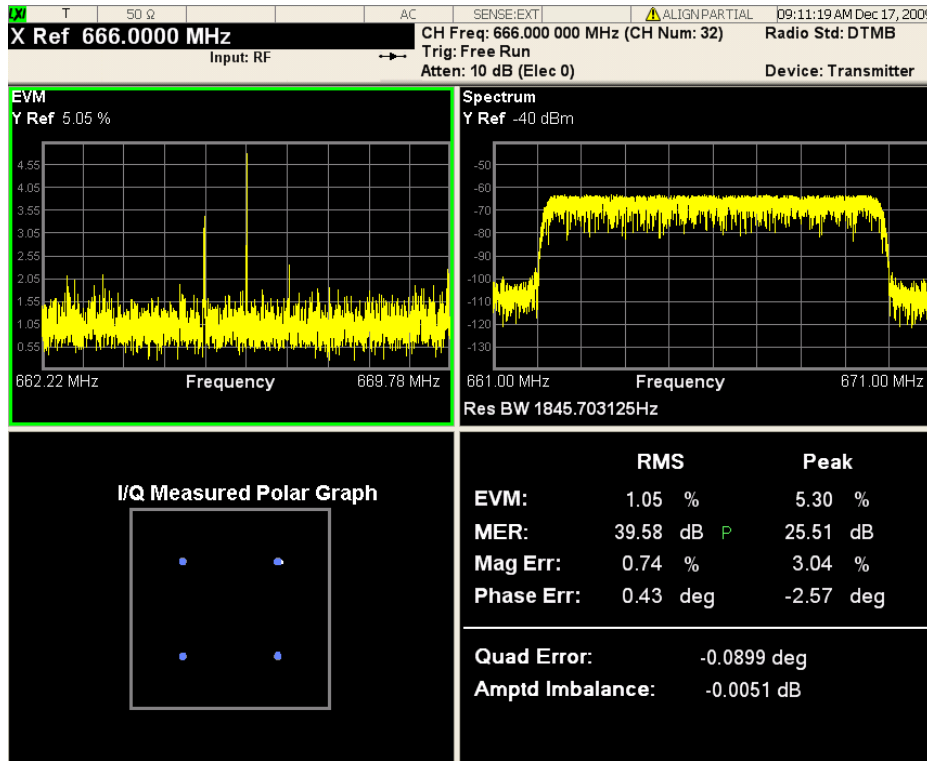 LXI T 50 Ω AC SENSE:EXT ALIGN PARTIAL 09:11:19 AM Dec 17, 2009
X Ref 666.0000 MHz
Input: RF
CH Freq: 666.000 000 MHz (CH Num: 32)
Trig: Free Run
Atten: 10 dB (Elec 0)
Radio Std: DTMB
Device: Transmitter
EVM
Y Ref 5.05 %
4.55
4.05
3.55
3.05
2.55
2.05
1.55
1.05
0.55
662.22 MHz Frequency 669.78 MHz
Spectrum
Y Ref -40 dBm
-50
-60
-70
-80
-90
-100
-110
-120
-130
661.00 MHz Frequency 671.00 MHz
Res BW 1845.703125Hz
I/Q Measured Polar Graph
RMS Peak
EVM: 1.05 % 5.30 %
MER: 39.58 dB P 25.51 dB
Mag Err: 0.74 % 3.04 %
Phase Err: 0.43 deg -2.57 deg
Quad Error: -0.0899 deg
Amptd Imbalance: -0.0051 dB